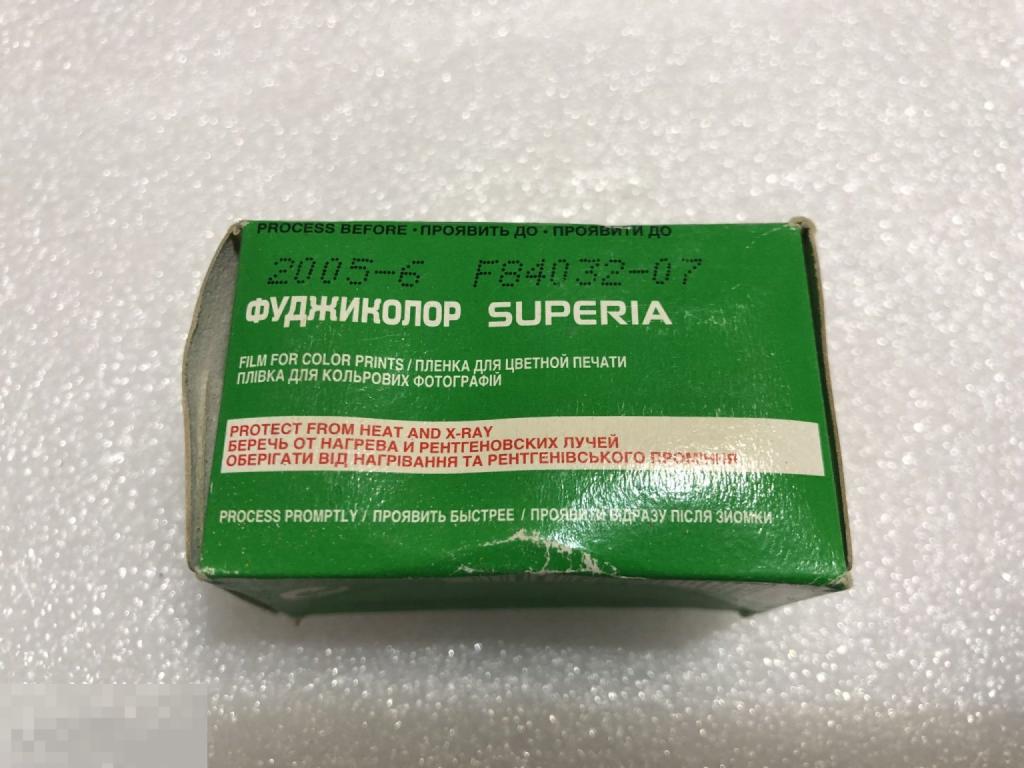 PROCESS BEFORE · ПРОЯВИТЬ ДО · ПРОЯВИТИ ДО
2005-6 F84032-07
ФУДЖИКОЛОР SUPERIA
FILM FOR COLOR PRINTS / ПЛЕНКА ДЛЯ ЦВЕТНОЙ ПЕЧАТИ
ПЛІВКА ДЛЯ КОЛЬРОВИХ ФОТОГРАФІЙ
PROTECT FROM HEAT AND X-RAY
БЕРЕЧЬ ОТ НАГРЕВА И РЕНТГЕНОВСКИХ ЛУЧЕЙ
ОБЕРІГАТИ ВІД НАГРІВАННЯ ТА РЕНТГЕНІВСЬКОГО ПРОМІННЯ
PROCESS PROMPTLY / ПРОЯВИТЬ БЫСТРЕЕ / ПРОЯВИТИ ВІДРАЗУ ПІСЛЯ ЗЙОМКИ